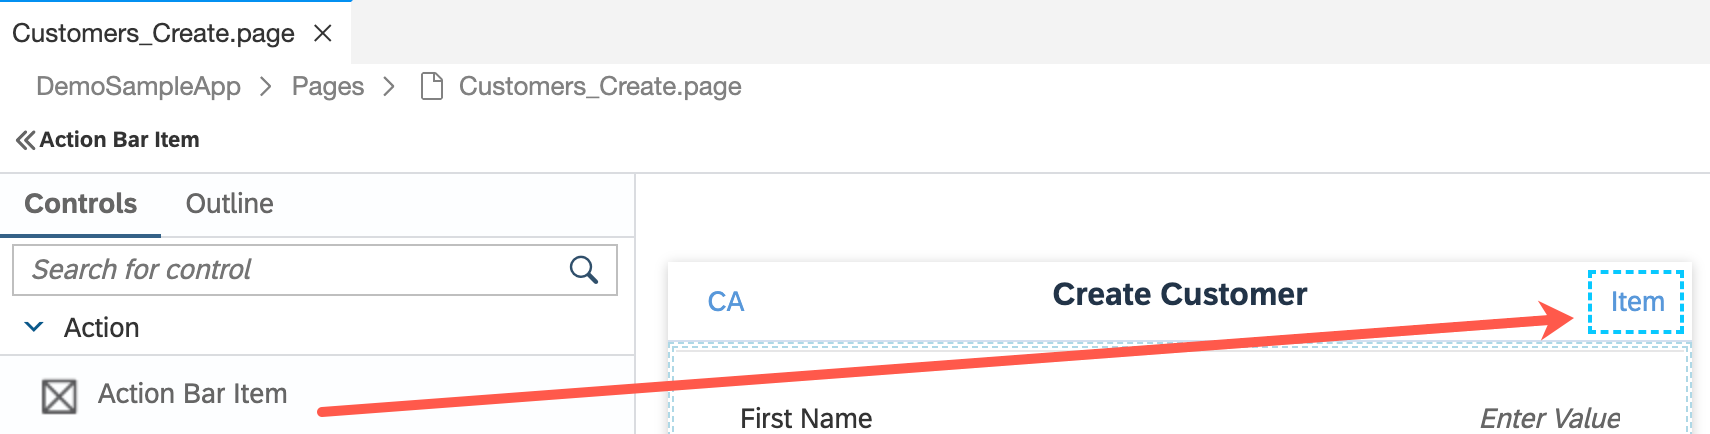 Customers_Create.page
DemoSampleApp > Pages > Customers_Create.page
Action Bar Item
Controls Outline
Search for control
Action
Action Bar Item
CA Create Customer Item
First Name Enter Value